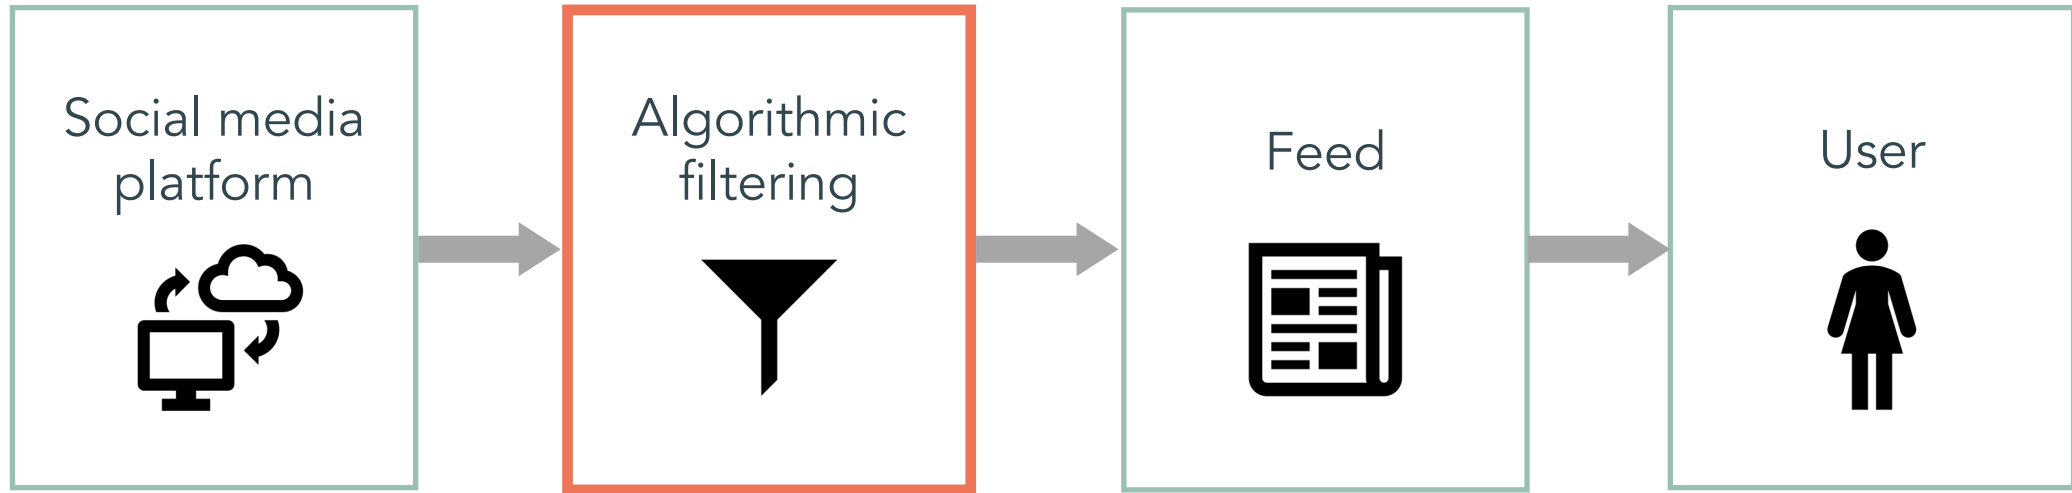 Social media
platform
Algorithmic
filtering
Feed
User